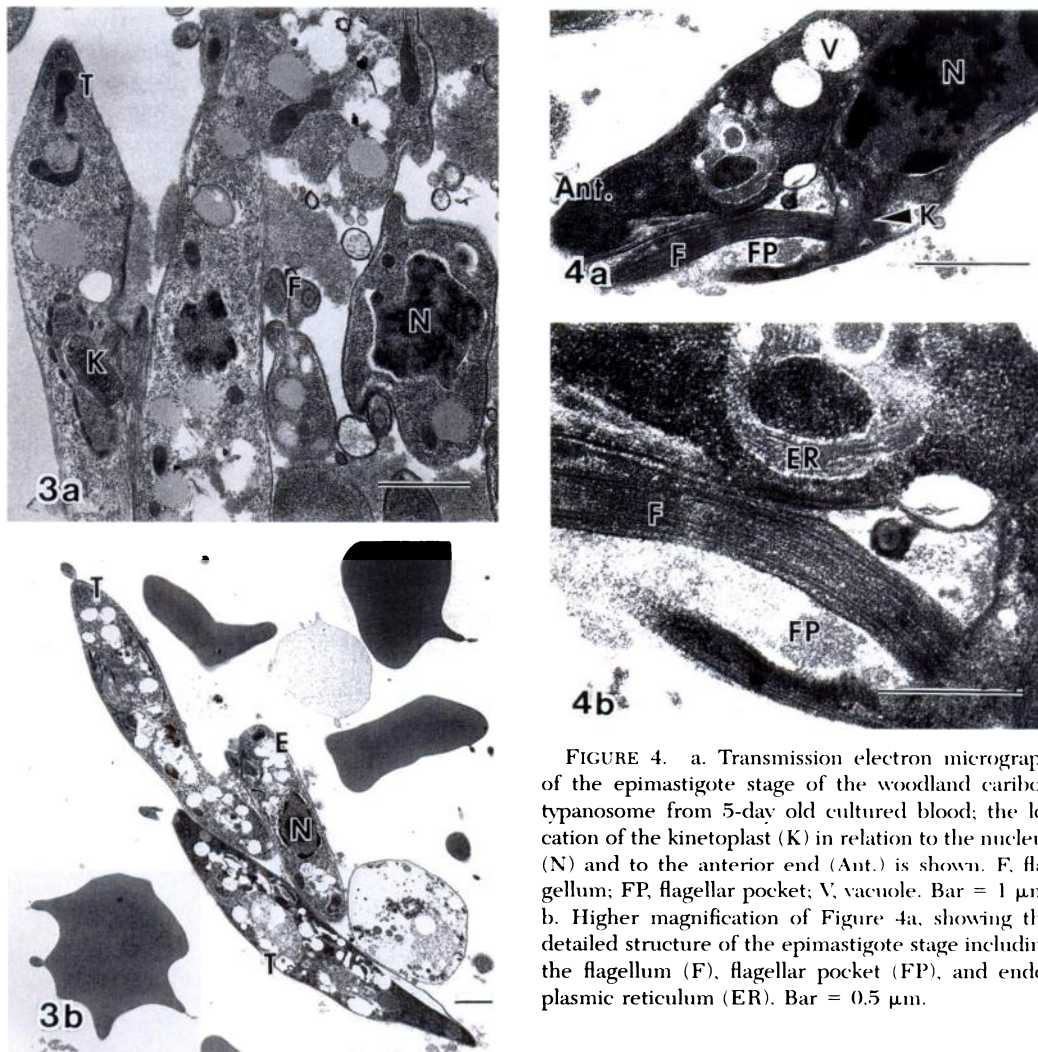 T
K
F
N
3a
T
E
N
T
3b
V
N
Ant.
K
F
FP
4a
ER
F
FP
4b
FIGURE 4. a. Transmission electron micrograp
of the epimastigote stage of the woodland caribo
typanosome from 5-day old cultured blood; the lo
cation of the kinetoplast (K) in relation to the nucleu
(N) and to the anterior end (Ant.) is shown. F, fla
gellum; FP, flagellar pocket; V, vacuole. Bar = 1 μm
b. Higher magnification of Figure 4a, showing th
detailed structure of the epimastigote stage includin
the flagellum (F), flagellar pocket (FP), and endo
plasmic reticulum (ER). Bar = 0.5 μm.